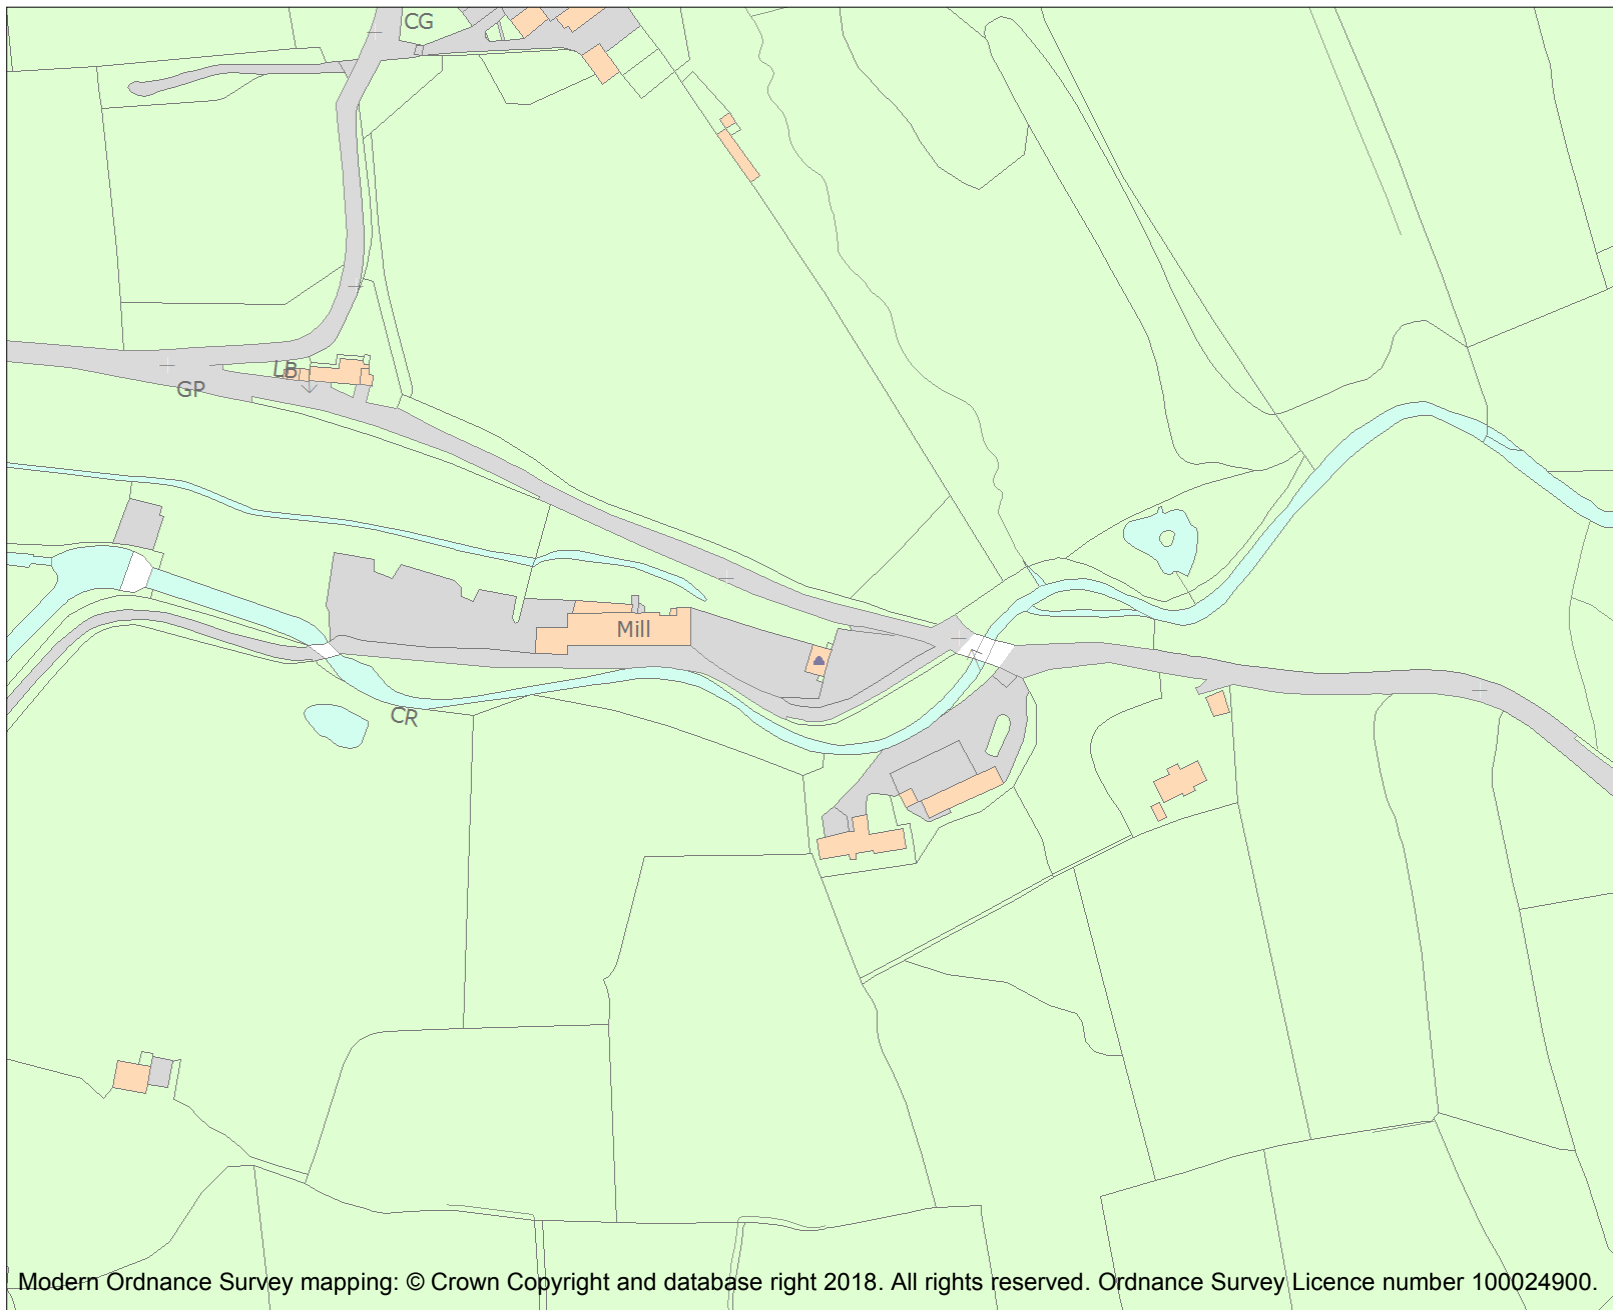 CG
LB
GP
Mill
CR
Modern Ordnance Survey mapping: © Crown Copyright and database right 2018. All rights reserved. Ordnance Survey Licence number 100024900.